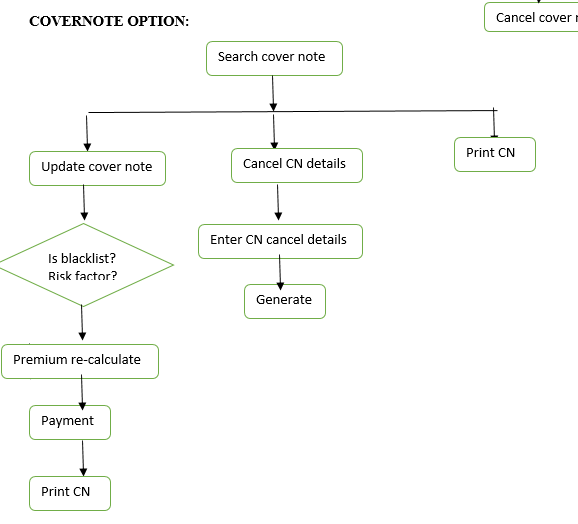 COVERNOTE OPTION:
Cancel cover
Search cover note
Update cover note
Cancel CN details
Print CN
Is blacklist?
Risk factor?
Enter CN cancel details
Generate
Premium re-calculate
Payment
Print CN